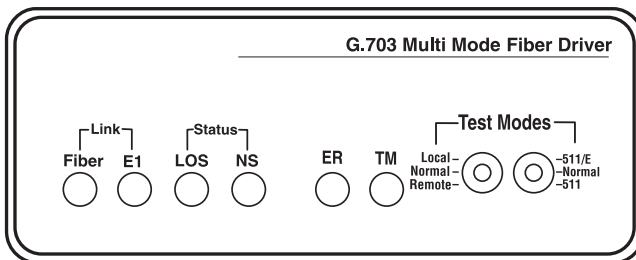 G.703 Multi Mode Fiber Driver
Link
Status
Fiber E1 LOS NS ER TM
Test Modes
Local
Normal
Remote
511/E
Normal
511